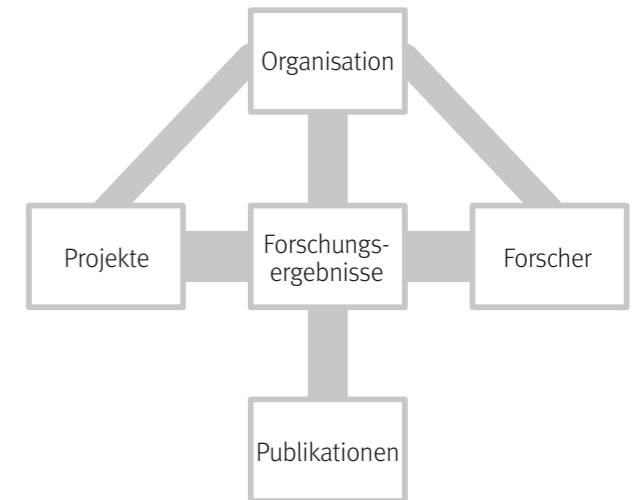 Organisation
Projekte
Forschungs-
ergebnisse
Forscher
Publikationen